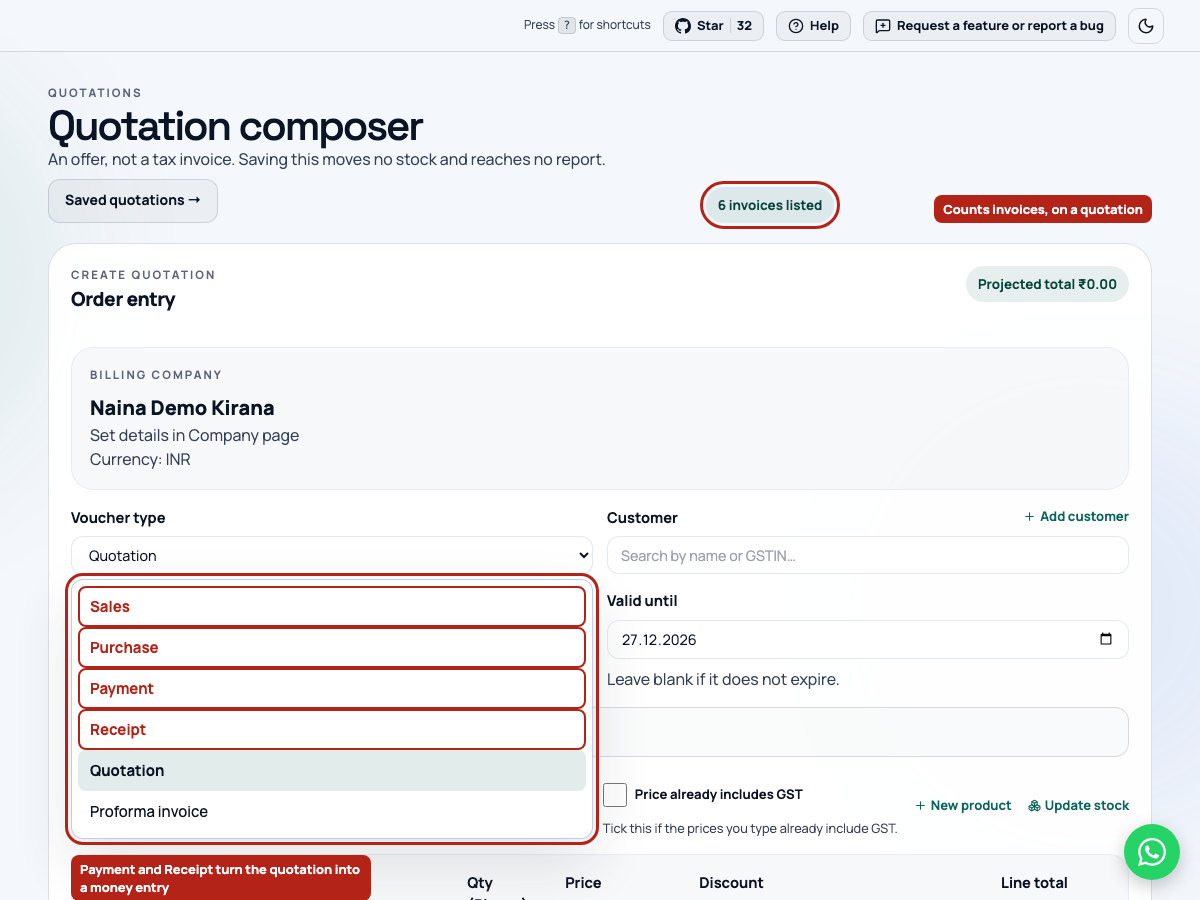 Press ? for shortcuts
Star 32
Help
Request a feature or report a bug
QUOTATIONS
Quotation composer
An offer, not a tax invoice. Saving this moves no stock and reaches no report.
Saved quotations →
6 invoices listed
Counts invoices, on a quotation
CREATE QUOTATION
Order entry
Projected total ₹0.00
BILLING COMPANY
Naina Demo Kirana
Set details in Company page
Currency: INR
Voucher type
Quotation
Customer
+ Add customer
Search by name or GSTIN...
Sales
Purchase
Payment
Receipt
Quotation
Proforma invoice
Valid until
27.12.2026
Leave blank if it does not expire.
Price already includes GST
Tick this if the prices you type already include GST.
+ New product
Update stock
Payment and Receipt turn the quotation into
a money entry
Qty
Price
Discount
Line total